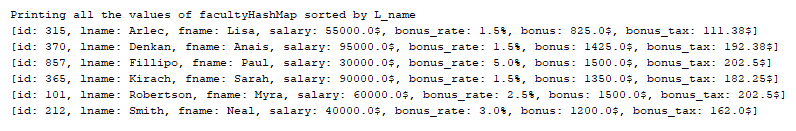 Printing all the values of facultyHashMap sorted by L_name
[id: 315, lname: Arlec, fname: Lisa, salary: 55000.0$, bonus_rate: 1.5%, bonus: 825.0$, bonus_tax: 111.38$]
[id: 370, lname: Denkan, fname: Anais, salary: 95000.0$, bonus_rate: 1.5%, bonus: 1425.0$, bonus_tax: 192.38$]
[id: 857, lname: Fillipo, fname: Paul, salary: 30000.0$, bonus_rate: 5.0%, bonus: 1500.0$, bonus_tax: 202.5$]
[id: 365, lname: Kirach, fname: Sarah, salary: 90000.0$, bonus_rate: 1.5%, bonus: 1350.0$, bonus_tax: 182.25$]
[id: 101, lname: Robertson, fname: Myra, salary: 60000.0$, bonus_rate: 2.5%, bonus: 1500.0$, bonus_tax: 202.5$]
[id: 212, lname: Smith, fname: Neal, salary: 40000.0$, bonus_rate: 3.0%, bonus: 1200.0$, bonus_tax: 162.0$]